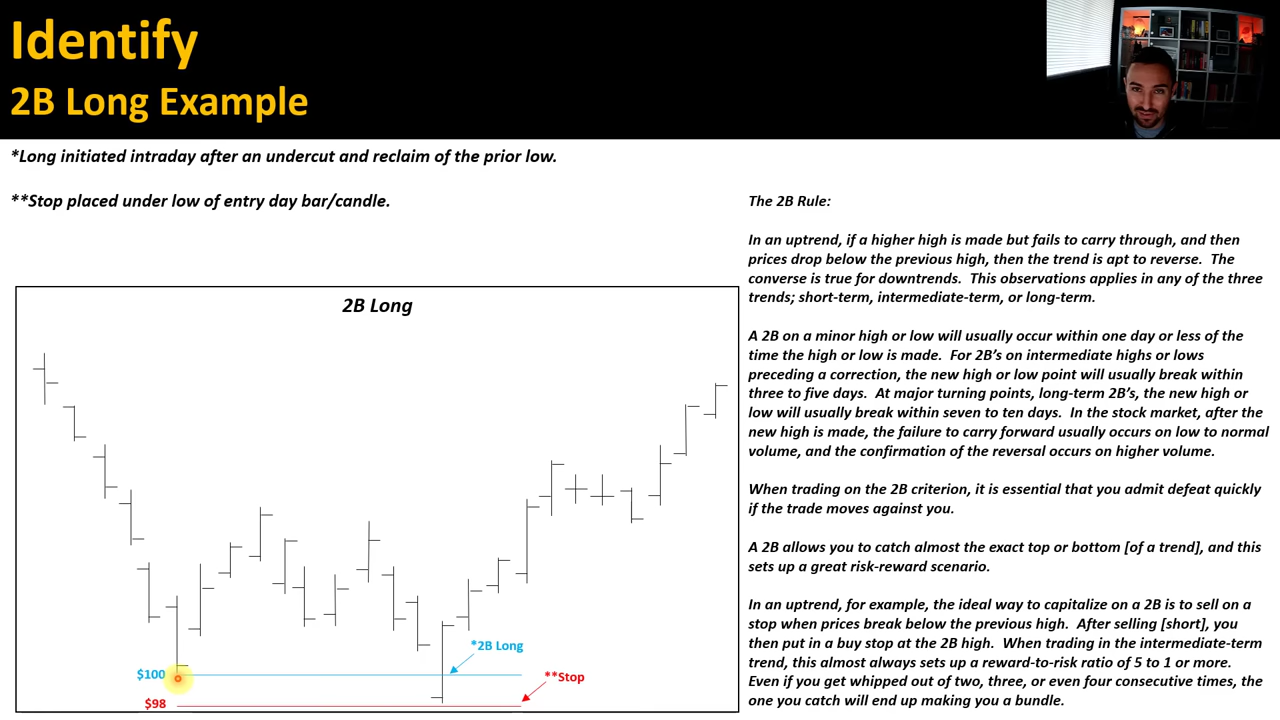 Identify
2B Long Example
*Long initiated intraday after an undercut and reclaim of the prior low.
**Stop placed under low of entry day bar/candle.
2B Long
*2B Long
$100
**Stop
$98
The 2B Rule:
In an uptrend, if a higher high is made but fails to carry through, and then
prices drop below the previous high, then the trend is apt to reverse. The
converse is true for downtrends. This observations applies in any of the three
trends; short-term, intermediate-term, or long-term.
A 2B on a minor high or low will usually occur within one day or less of the
time the high or low is made. For 2B's on intermediate highs or lows
preceding a correction, the new high or low point will usually break within
three to five days. At major turning points, long-term 2B's, the new high or
low will usually break within seven to ten days. In the stock market, after the
new high is made, the failure to carry forward usually occurs on low to normal
volume, and the confirmation of the reversal occurs on higher volume.
When trading on the 2B criterion, it is essential that you admit defeat quickly
if the trade moves against you.
A 2B allows you to catch almost the exact top or bottom [of a trend], and this
sets up a great risk-reward scenario.
In an uptrend, for example, the ideal way to capitalize on a 2B is to sell on a
stop when prices break below the previous high. After selling [short], you
then put in a buy stop at the 2B high. When trading in the intermediate-term
trend, this almost always sets up a reward-to-risk ratio of 5 to 1 or more.
Even if you get whipped out of two, three, or even four consecutive times, the
one you catch will end up making you a bundle.